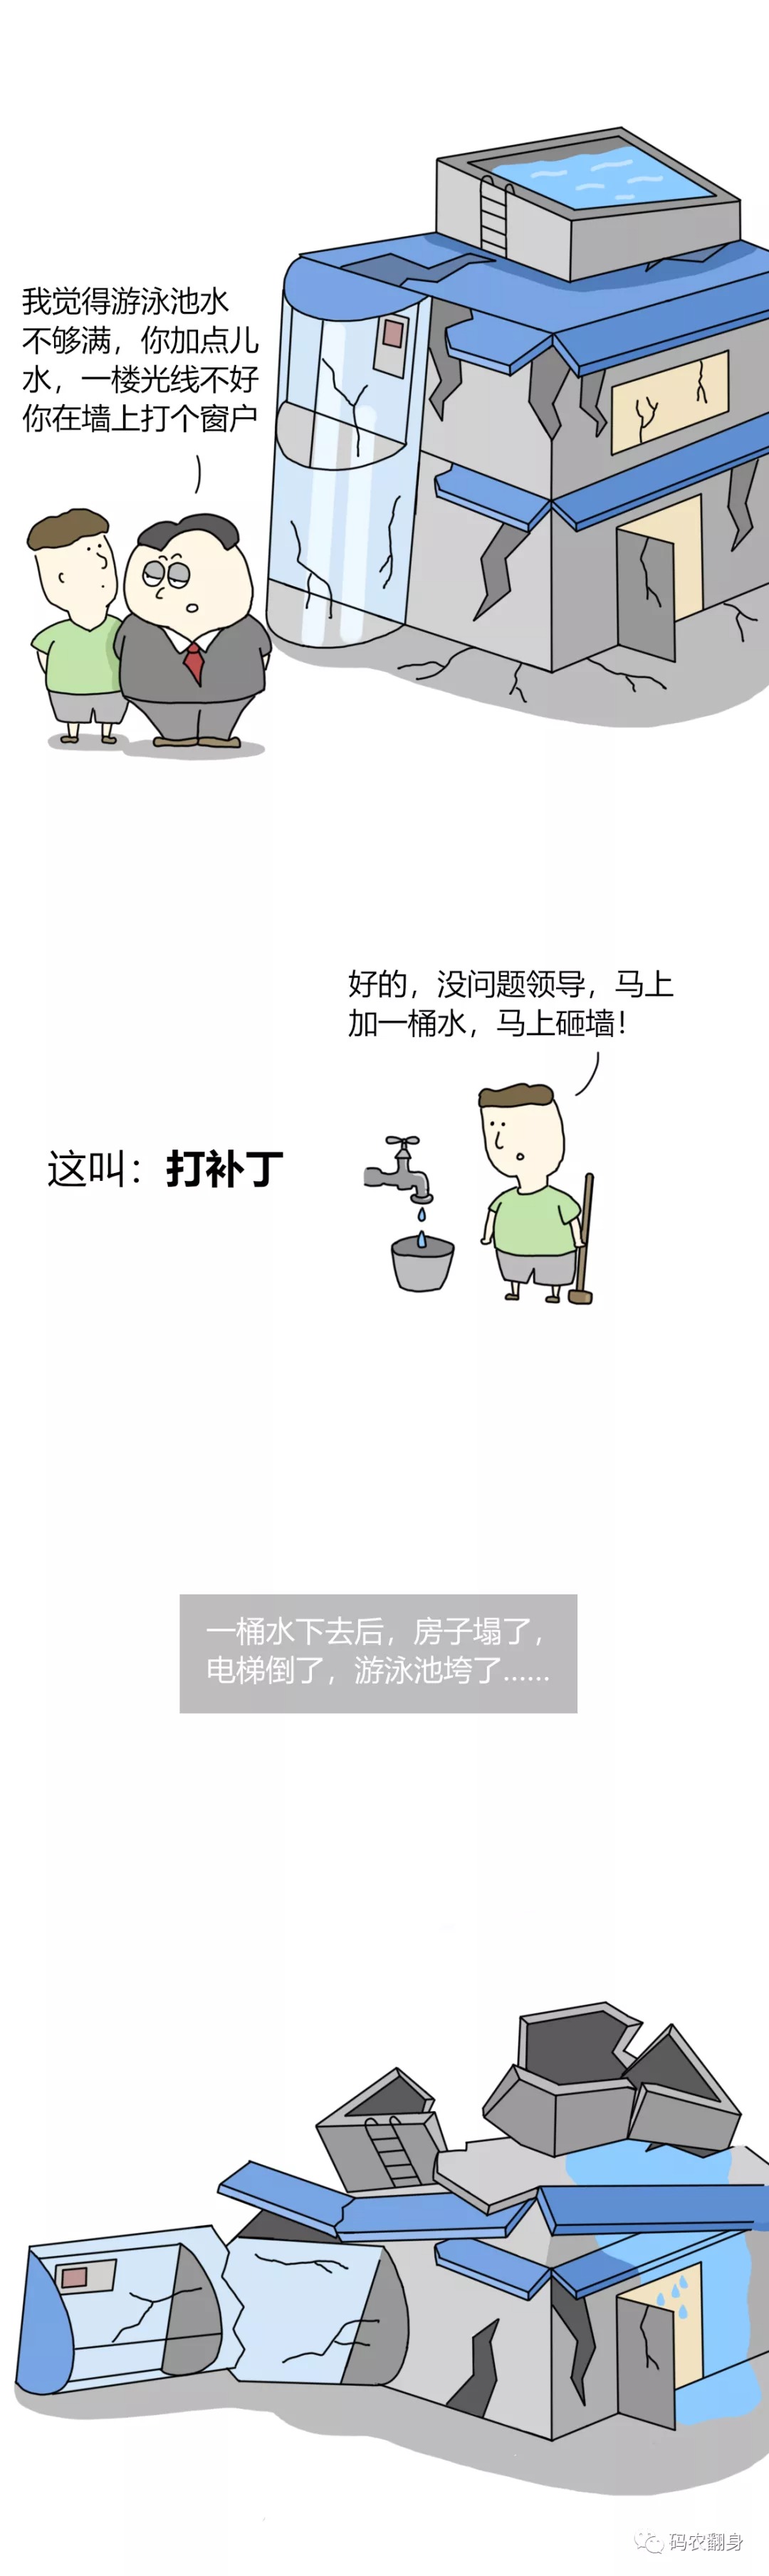 我觉得游泳池水
不够满，你加点儿
水，一楼光线不好
你在墙上打个窗户
好的，没问题领导，马上
加一桶水，马上砸墙！
这叫：打补丁
一桶水下去后，房子塌了，
电梯倒了，游泳池垮了......
码农翻身